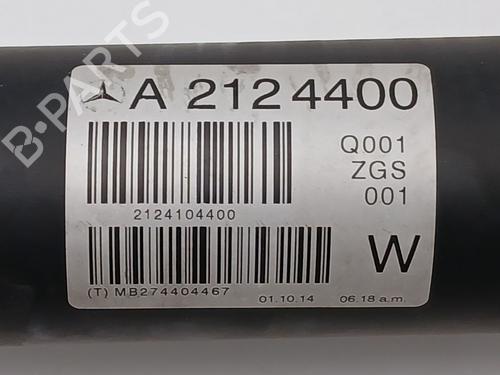 B-PARTS
A 212 4400
Q001
ZGS
001
2124104400
W
(T) MB274404467 01.10.14 06.18 a.m.